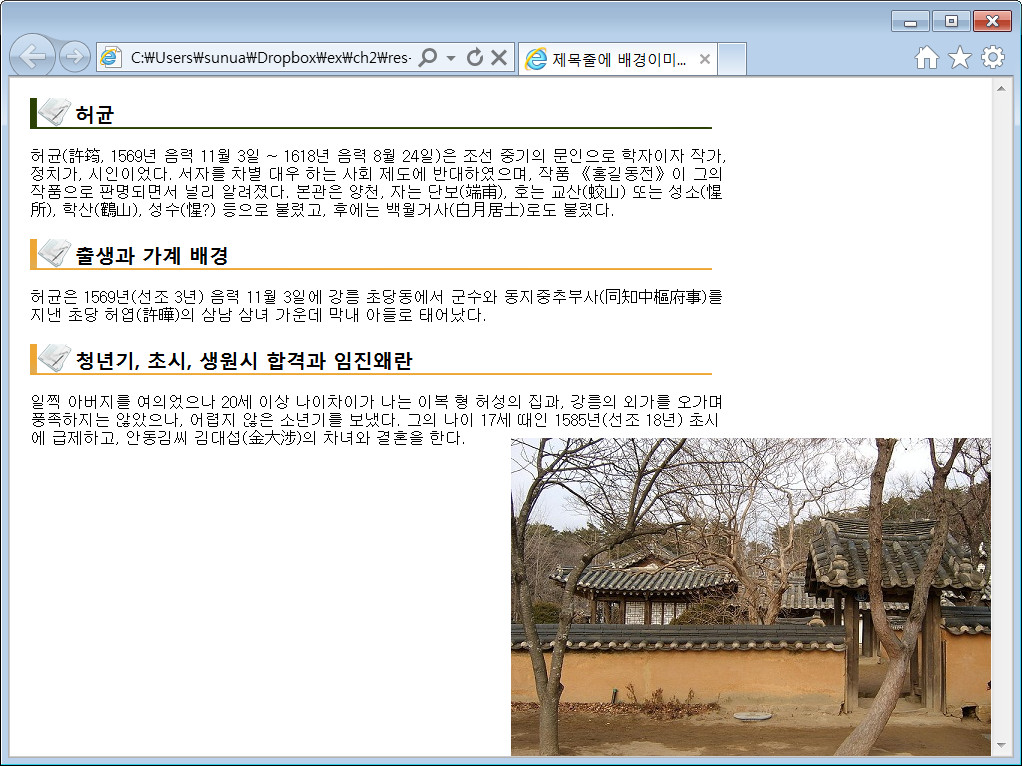 C:￦Users￦sunua￦Dropbox￦ex￦ch2￦res-
제목줄에 배경이미...
허균
허균(許筠, 1569년 음력 11월 3일 ~ 1618년 음력 8월 24일)은 조선 중기의 문인으로 학자이자 작가,
정치가, 시인이었다. 서자를 차별 대우 하는 사회 제도에 반대하였으며, 작품 《홍길동전》이 그의
작품으로 판명되면서 널리 알려졌다. 본관은 양천, 자는 단보(端甫), 호는 교산(蛟山) 또는 성소(惺
所), 학산(鶴山), 성수(惺?) 등으로 불렸고, 후에는 백월거사(白月居士)로도 불렸다.
출생과 가계 배경
허균은 1569년(선조 3년) 음력 11월 3일에 강릉 초당동에서 군수와 동지중추부사(同知中樞府事)를
지낸 초당 허엽(許曄)의 삼남 삼녀 가운데 막내 아들로 태어났다.
청년기, 초시, 생원시 합격과 임진왜란
일찍 아버지를 여의었으나 20세 이상 나이차이가 나는 이복 형 허성의 집과, 강릉의 외가를 오가며
풍족하지는 않았으나, 어렵지 않은 소년기를 보냈다. 그의 나이 17세 때인 1585년(선조 18년) 초시
에 급제하고, 안동김씨 김대섭(金大涉)의 차녀와 결혼을 한다.